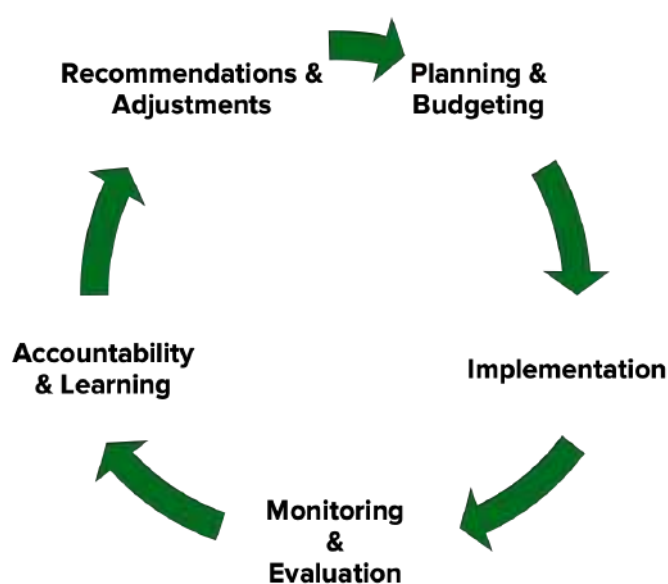 Recommendations &
Adjustments
Planning &
Budgeting
Implementation
Monitoring
&
Evaluation
Accountability
& Learning